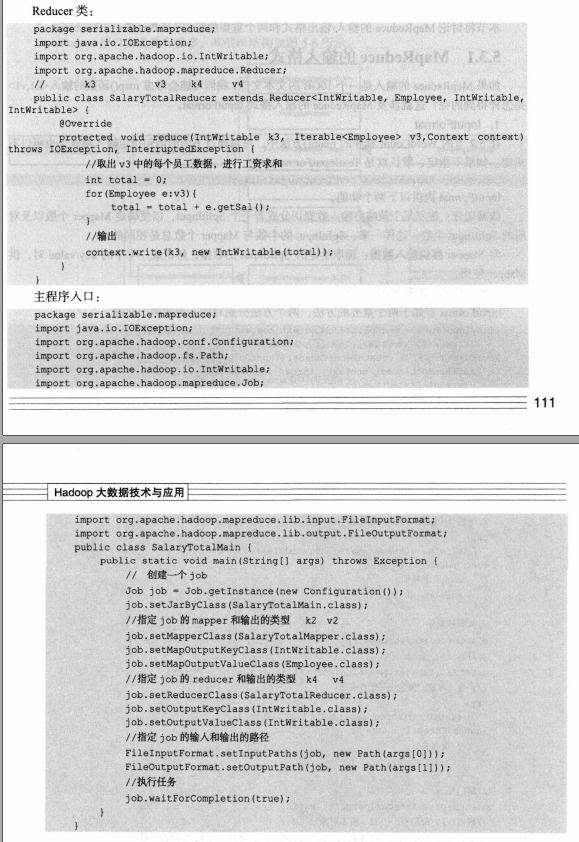 Reducer 类：
package serializable.mapreduce;
import java.io.IOException;
import org.apache.hadoop.io.IntWritable;
import org.apache.hadoop.mapreduce.Reducer;
// k3 v3 k4 v4
public class SalaryTotalReducer extends Reducer<IntWritable, Employee, IntWritable,
IntWritable> {
@Override
protected void reduce(IntWritable k3, Iterable<Employee> v3,Context context)
throws IOException, InterruptedException {
//取出 v3 中的每个员工数据，进行工资求和
int total = 0;
for(Employee e:v3){
total = total + e.getSal();
}
//输出
context.write(k3, new IntWritable(total));
}
}
主程序入口：
package serializable.mapreduce;
import java.io.IOException;
import org.apache.hadoop.conf.Configuration;
import org.apache.hadoop.fs.Path;
import org.apache.hadoop.io.IntWritable;
import org.apache.hadoop.mapreduce.Job;
111
Hadoop 大数据技术与应用
import org.apache.hadoop.mapreduce.lib.input.FileInputFormat;
import org.apache.hadoop.mapreduce.lib.output.FileOutputFormat;
public class SalaryTotalMain {
public static void main(String[] args) throws Exception {
// 创建一个 job
Job job = Job.getInstance(new Configuration());
job.setJarByClass(SalaryTotalMain.class);
//指定 job 的 mapper 和输出的类型 k2 v2
job.setMapperClass(SalaryTotalMapper.class);
job.setMapOutputKeyClass(IntWritable.class);
job.setMapOutputValueClass(Employee.class);
//指定 job 的 reducer 和输出的类型 k4 v4
job.setReducerClass(SalaryTotalReducer.class);
job.setOutputKeyClass(IntWritable.class);
job.setOutputValueClass(IntWritable.class);
//指定 job 的输入和输出的路径
FileInputFormat.setInputPaths(job, new Path(args[0]));
FileOutputFormat.setOutputPath(job, new Path(args[1]));
//执行任务
job.waitForCompletion(true);
}
}